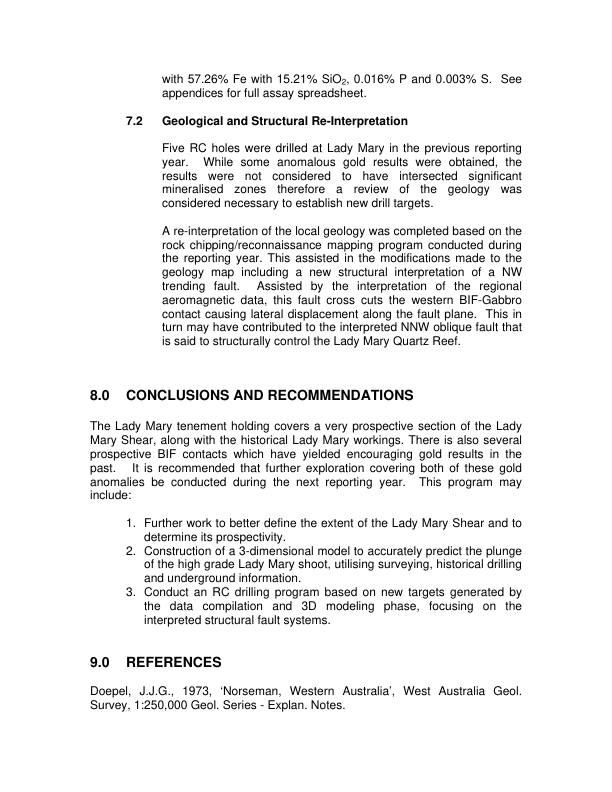 with 57.26% Fe with 15.21% SiO₂, 0.016% P and 0.003% S.  See
appendices for full assay spreadsheet.
7.2 Geological and Structural Re-Interpretation
Five RC holes were drilled at Lady Mary in the previous reporting
year.  While some anomalous gold results were obtained, the
results were not considered to have intersected significant
mineralised zones therefore a review of the geology was
considered necessary to establish new drill targets.
A re-interpretation of the local geology was completed based on the
rock chipping/reconnaissance mapping program conducted during
the reporting year. This assisted in the modifications made to the
geology map including a new structural interpretation of a NW
trending fault.  Assisted by the interpretation of the regional
aeromagnetic data, this fault cross cuts the western BIF-Gabbro
contact causing lateral displacement along the fault plane.  This in
turn may have contributed to the interpreted NNW oblique fault that
is said to structurally control the Lady Mary Quartz Reef.
8.0 CONCLUSIONS AND RECOMMENDATIONS
The Lady Mary tenement holding covers a very prospective section of the Lady
Mary Shear, along with the historical Lady Mary workings. There is also several
prospective BIF contacts which have yielded encouraging gold results in the
past.  It is recommended that further exploration covering both of these gold
anomalies be conducted during the next reporting year.  This program may
include:
1. Further work to better define the extent of the Lady Mary Shear and to
determine its prospectivity.
2. Construction of a 3-dimensional model to accurately predict the plunge
of the high grade Lady Mary shoot, utilising surveying, historical drilling
and underground information.
3. Conduct an RC drilling program based on new targets generated by
the data compilation and 3D modeling phase, focusing on the
interpreted structural fault systems.
9.0 REFERENCES
Doepel, J.J.G., 1973, ‘Norseman, Western Australia’, West Australia Geol.
Survey, 1:250,000 Geol. Series - Explan. Notes.